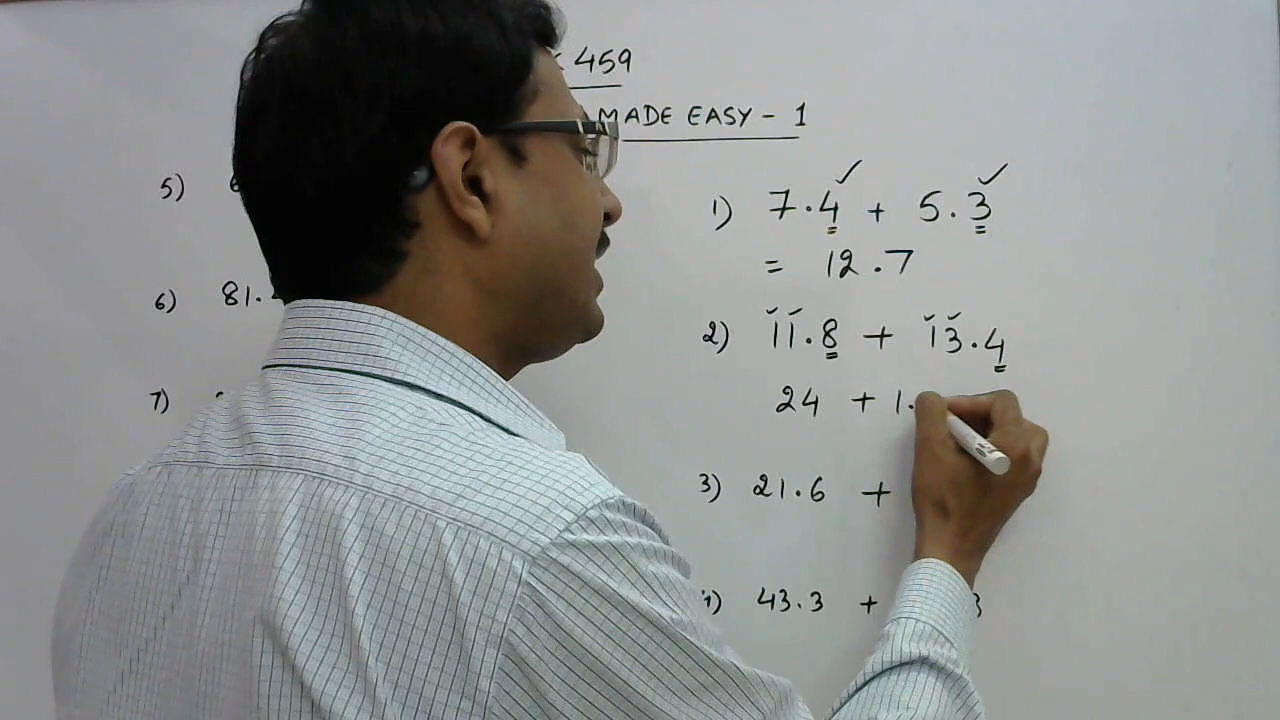 459
MADE EASY - 1
5)
6) 81.
7)
1) 7.4 + 5.3
= 12.7
2) 11.8 + 13.4
24 + 1.
3) 21.6 +
4) 43.3 + 3